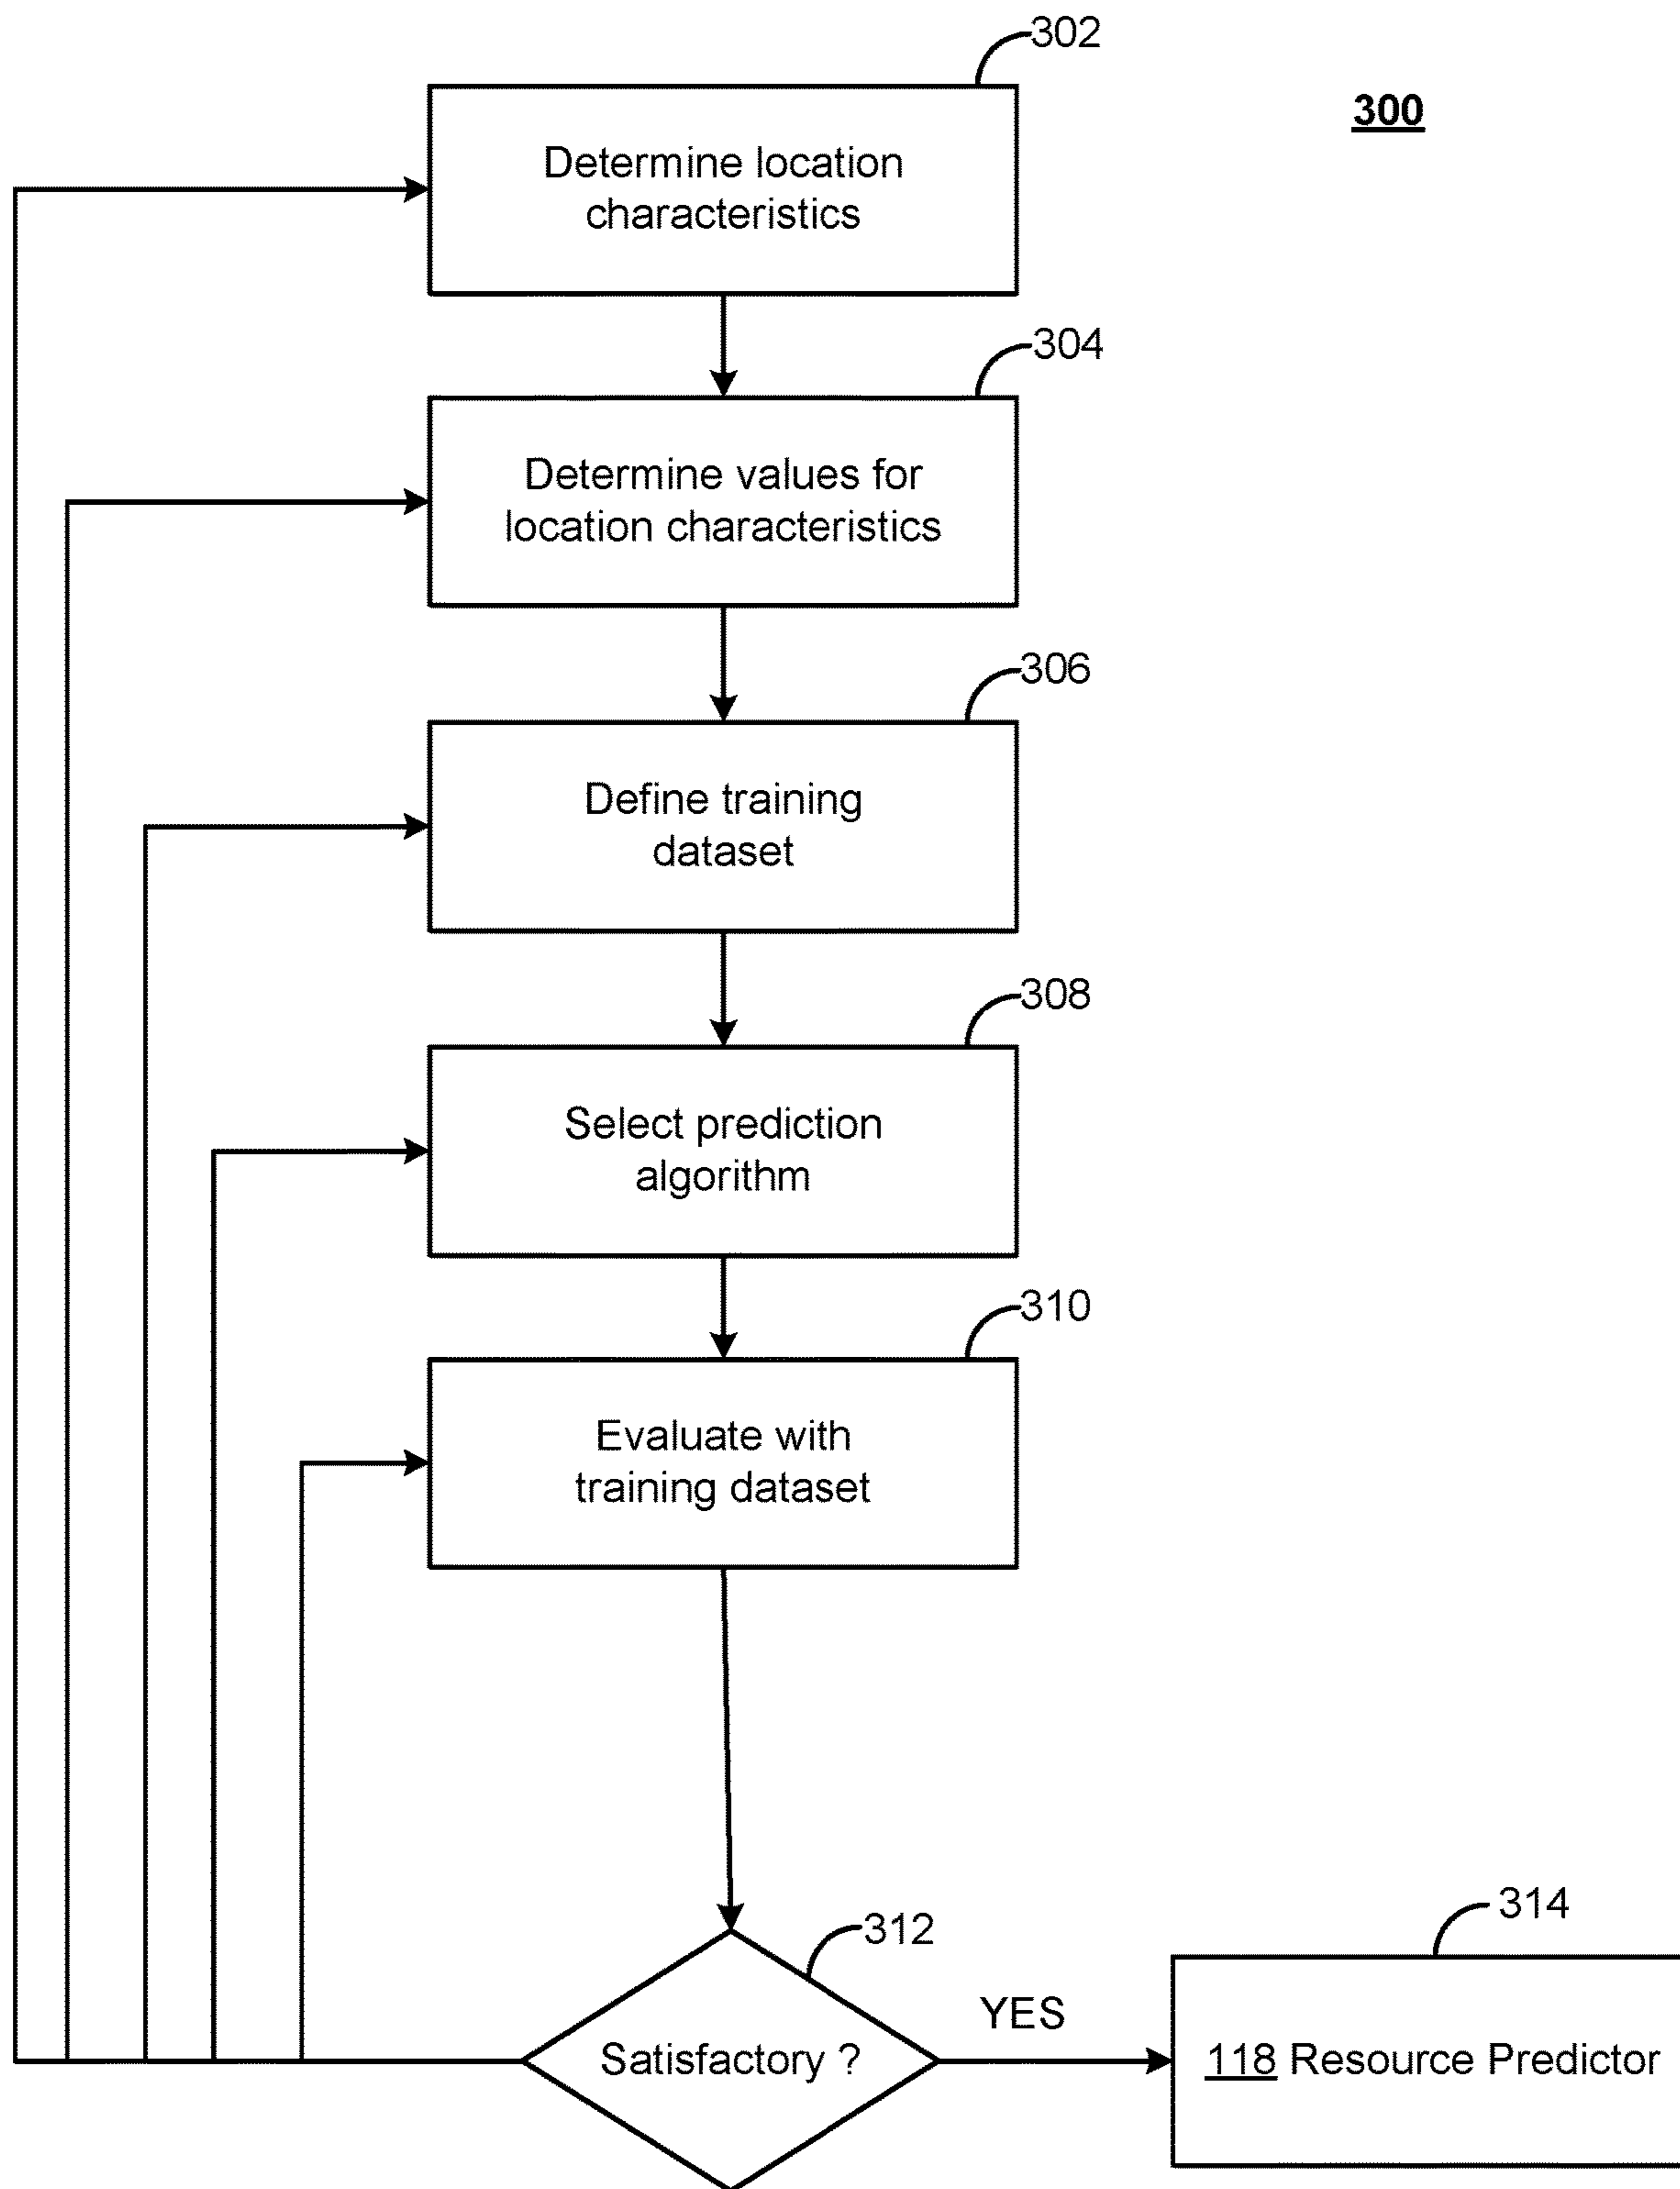 302
300
Determine location
characteristics
304
Determine values for
location characteristics
306
Define training
dataset
308
Select prediction
algorithm
310
Evaluate with
training dataset
312
Satisfactory ?
YES
314
118 Resource Predictor